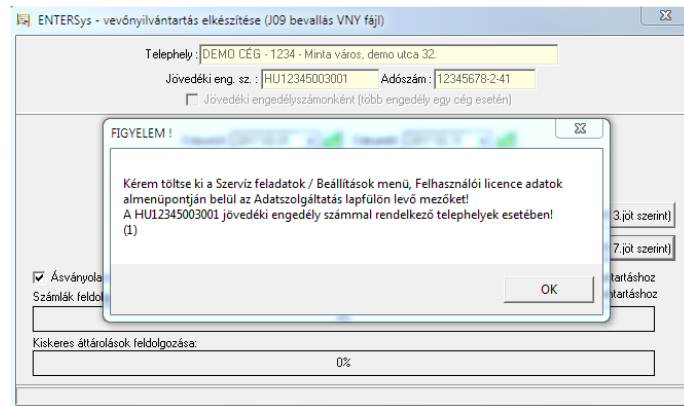 ENTERSys - vevőnyilvántartás elkészítése (J09 bevallás VNY fájl)
Telephely : DEMO CÉG - 1234 - Minta város, demo utca 32.
Jövedéki eng. sz. : HU12345003001 Adószám : 12345678-2-41
Jövedéki engedélyszámonként (több engedély egy cég esetén)
FIGYELEM !
Kérem töltse ki a Szervíz feladatok / Beállítások menü, Felhasználói licence adatok
almenüpontján belül az Adatszolgáltatás lapfülön levő mezőket!
A HU12345003001 jövedéki engedély számmal rendelkező telephelyek esetében!
(1)
3.jöt szerint)
7.jöt szerint)
OK
Ásványola
tartáshoz
Számlák feldol
ntartáshoz
Kiskeres áttárolások feldolgozása:
0%